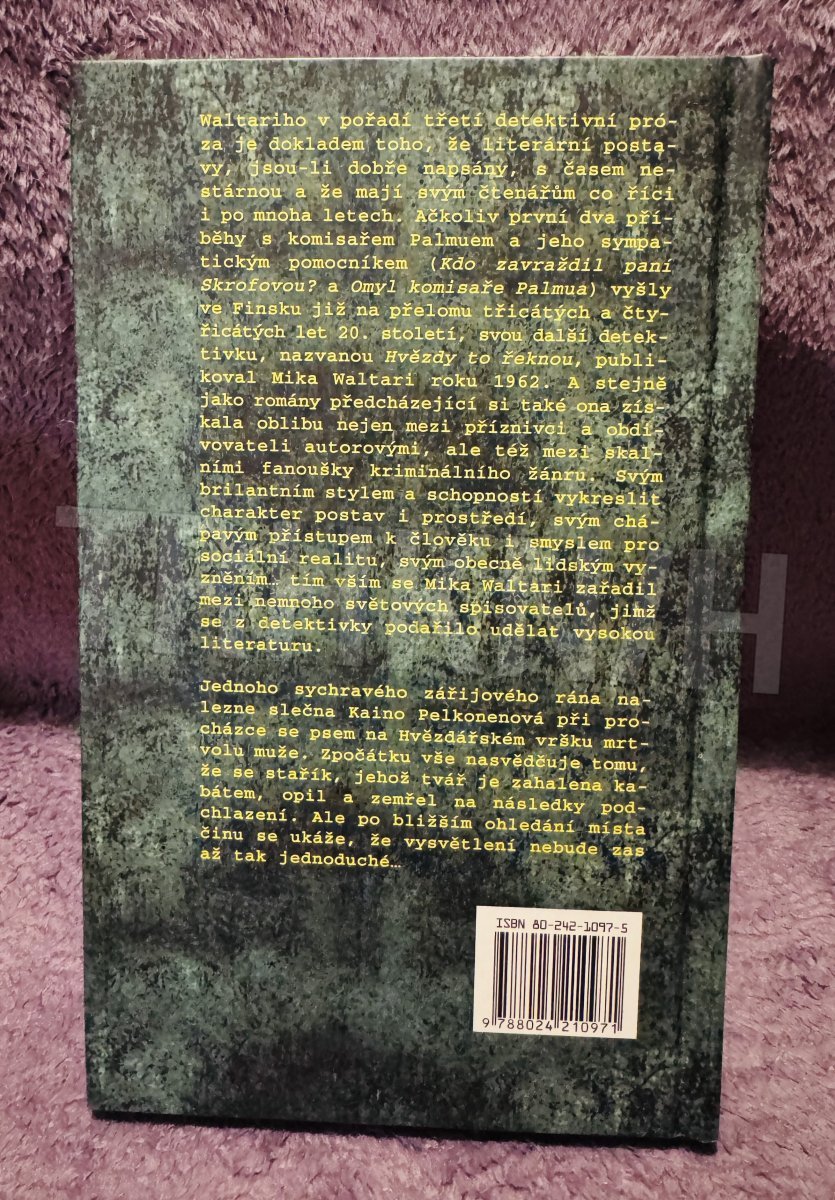 Waltariho v pořadí třetí detektivní pró-
za je dokladem toho, že literární posta-
vy, jsou-li dobře napsány, s časem ne-
stárnou a že mají svým čtenářům co říci
i po mnoha letech. Ačkoliv první dva pří-
běhy s komisařem Palmuem a jeho sympa-
tickým pomocníkem (Kdo zavraždil paní
Skrofovou? a Omyl komisaře Palmua) vyšly
ve Finsku již na přelomu třicátých a čty-
řicátých let 20. století, svou další detek-
tivku, nazvanou Hvězdy to řeknou, publi-
koval Mika Waltari roku 1962. A stejně
jako romány předcházející si také ona zís-
kala oblibu nejen mezi příznivci a obdi-
vovateli autorovými, ale též mezi skal-
ními fanoušky kriminálního žánru. Svým
brilantním stylem a schopností vykreslit
charakter postav i prostředí, svým chá-
pavým přístupem k člověku i smyslem pro
sociální realitu, svým obecně lidským vy-
zněním… tím vším se Mika Waltari zařadil
mezi nemnoho světových spisovatelů, jimž
se z detektivky podařilo udělat vysokou
literaturu.
Jednoho sychravého zářijového rána na-
lezne slečna Kaino Pelkonenová při pro-
cházce se psem na Hvězdářském vršku mrt-
volu muže. Zpočátku vše nasvědčuje tomu,
že se stařík, jehož tvář je zahalena ka-
bátem, opil a zemřel na následky pod-
chlazení. Ale po bližším ohledání místa
činu se ukáže, že vysvětlení nebude zas
až tak jednoduché…
ISBN 80-242-1097-5
9 788024 210971